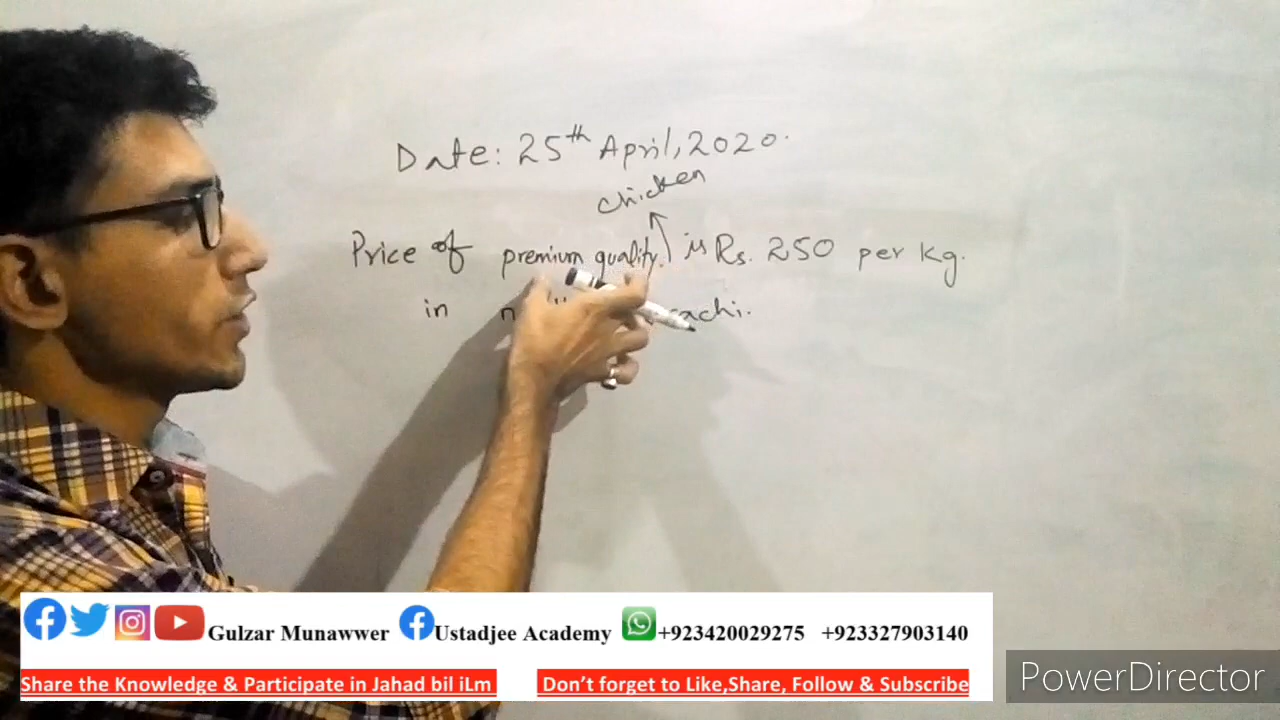 Date: 25th April, 2020.
chicken
Price of premium quality is Rs. 250 per kg.
in
Gulzar Munawwer Ustadjee Academy +923420029275 +923327903140
Share the Knowledge & Participate in Jahad bil iLm Don't forget to Like,Share, Follow & Subscribe
PowerDirector